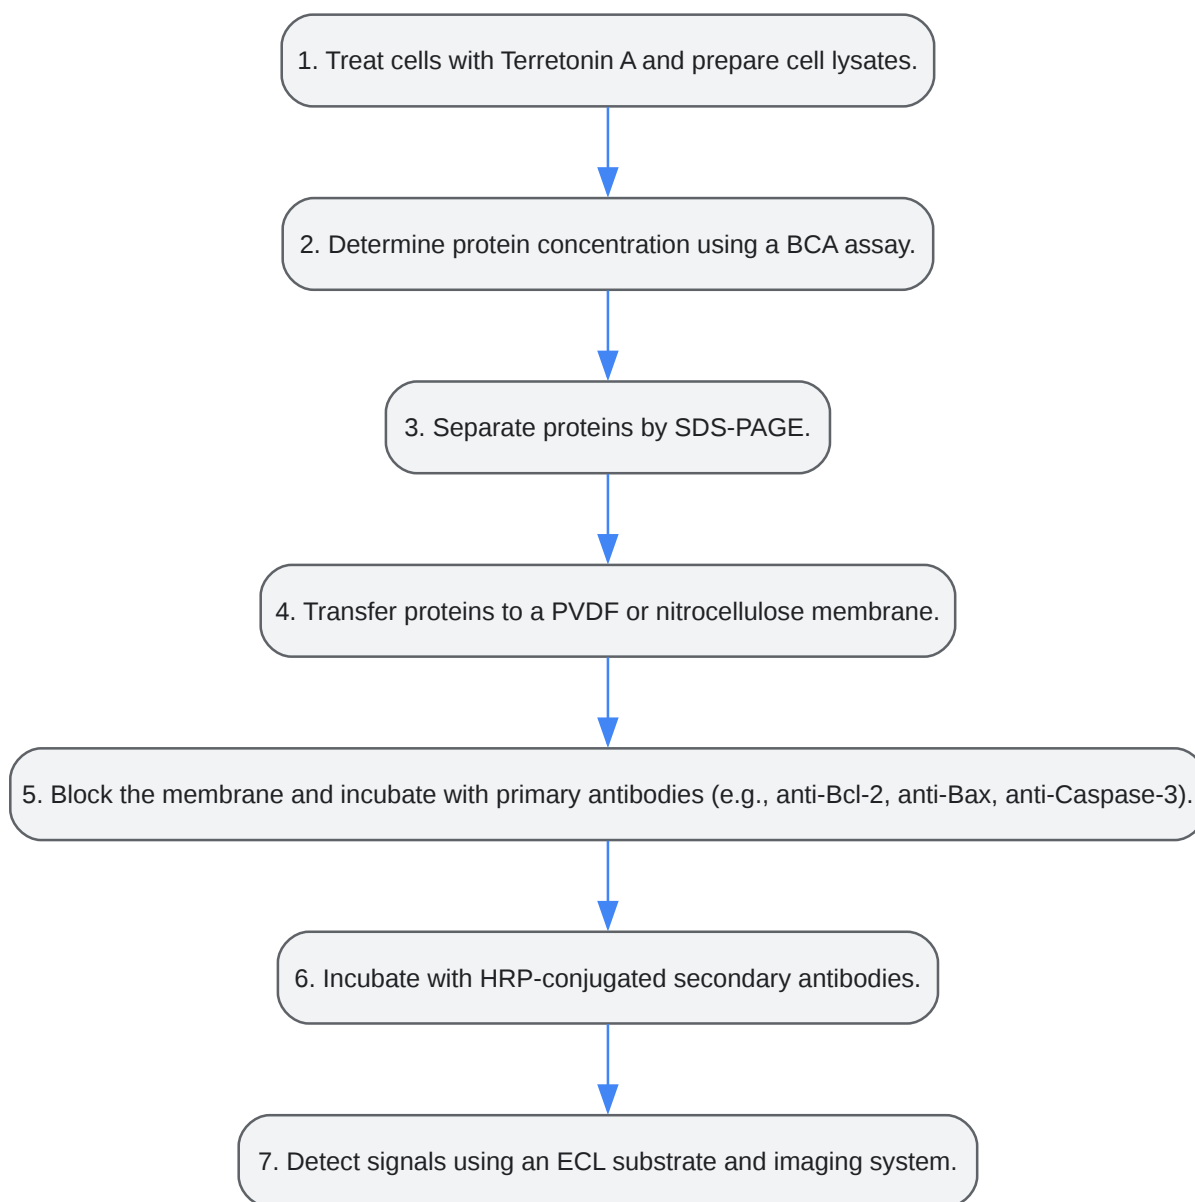 1. Treat cells with Terretonin A and prepare cell lysates.
2. Determine protein concentration using a BCA assay.
3. Separate proteins by SDS-PAGE.
4. Transfer proteins to a PVDF or nitrocellulose membrane.
5. Block the membrane and incubate with primary antibodies (e.g., anti-Bcl-2, anti-Bax, anti-Caspase-3).
6. Incubate with HRP-conjugated secondary antibodies.
7. Detect signals using an ECL substrate and imaging system.